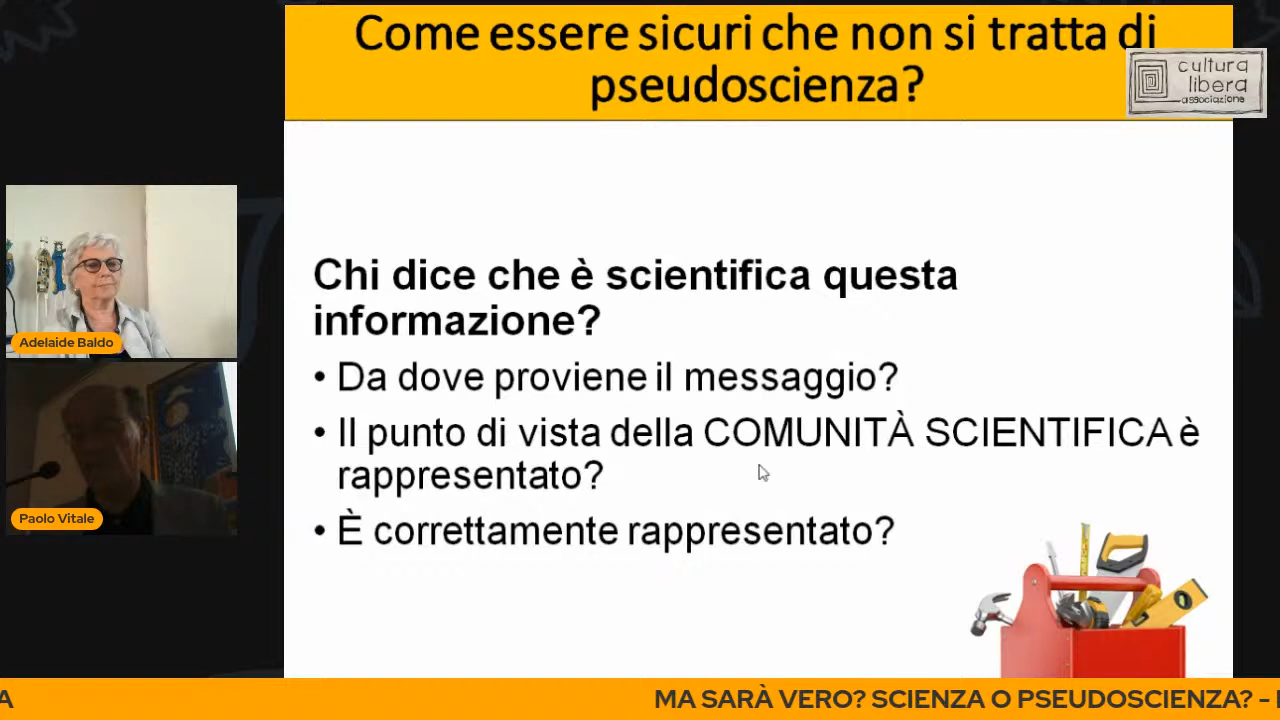 Come essere sicuri che non si tratta di
pseudoscienza?
cultura
libera
associazione
Chi dice che è scientifica questa
informazione?
• Da dove proviene il messaggio?
• Il punto di vista della COMUNITÀ SCIENTIFICA è
rappresentato?
• È correttamente rappresentato?
Adelaide Baldo
Paolo Vitale
A
MA SARÀ VERO? SCIENZA O PSEUDOSCIENZA? -